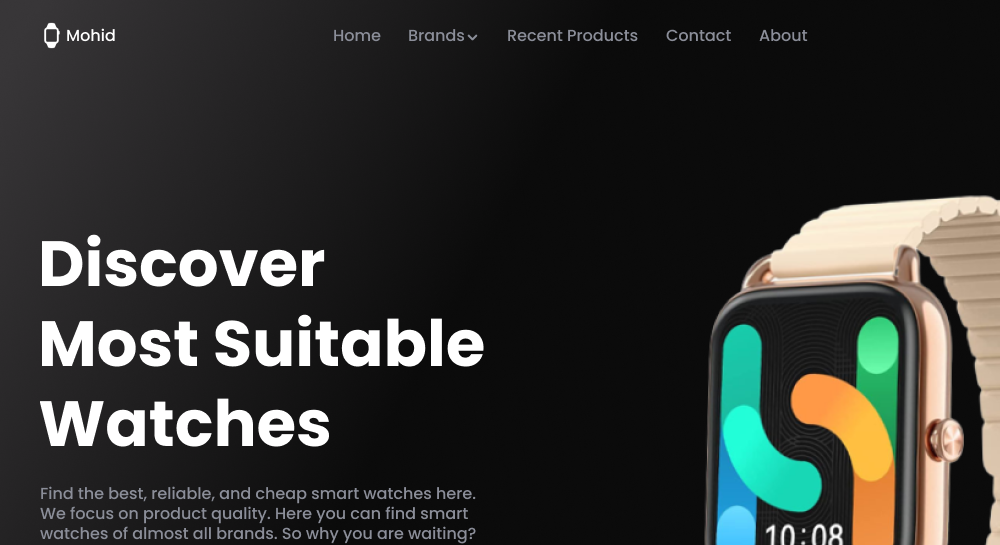 Mohid
Home Brands Recent Products Contact About
Discover
Most Suitable
Watches
Find the best, reliable, and cheap smart watches here.
We focus on product quality. Here you can find smart
watches of almost all brands. So why you are waiting?
10:08